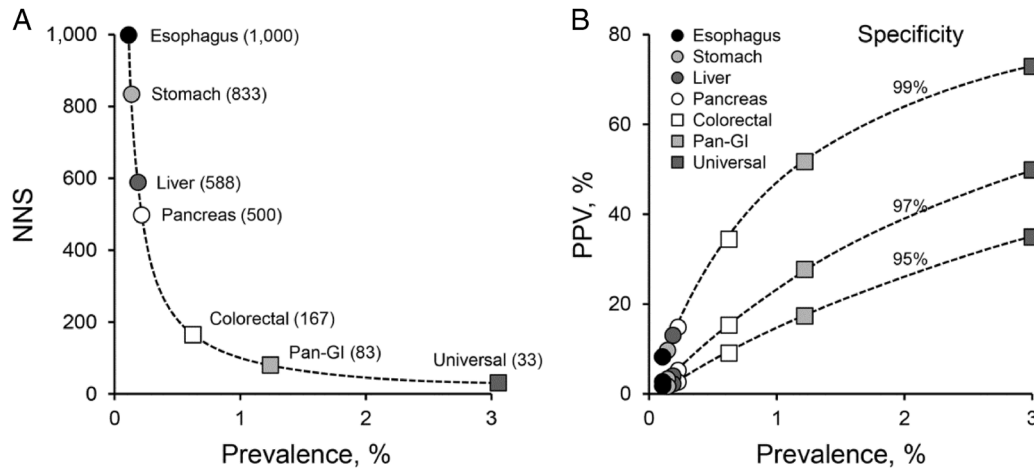 A
NNS
1,000
800
600
400
200
0
Esophagus (1,000)
Stomach (833)
Liver (588)
Pancreas (500)
Colorectal (167)
Pan-GI (83)
Universal (33)
0 1 2 3
Prevalence, %
B
PPV, %
80
60
40
20
0
Esophagus
Stomach
Liver
Pancreas
Colorectal
Pan-GI
Universal
Specificity
99%
97%
95%
0 1 2 3
Prevalence, %